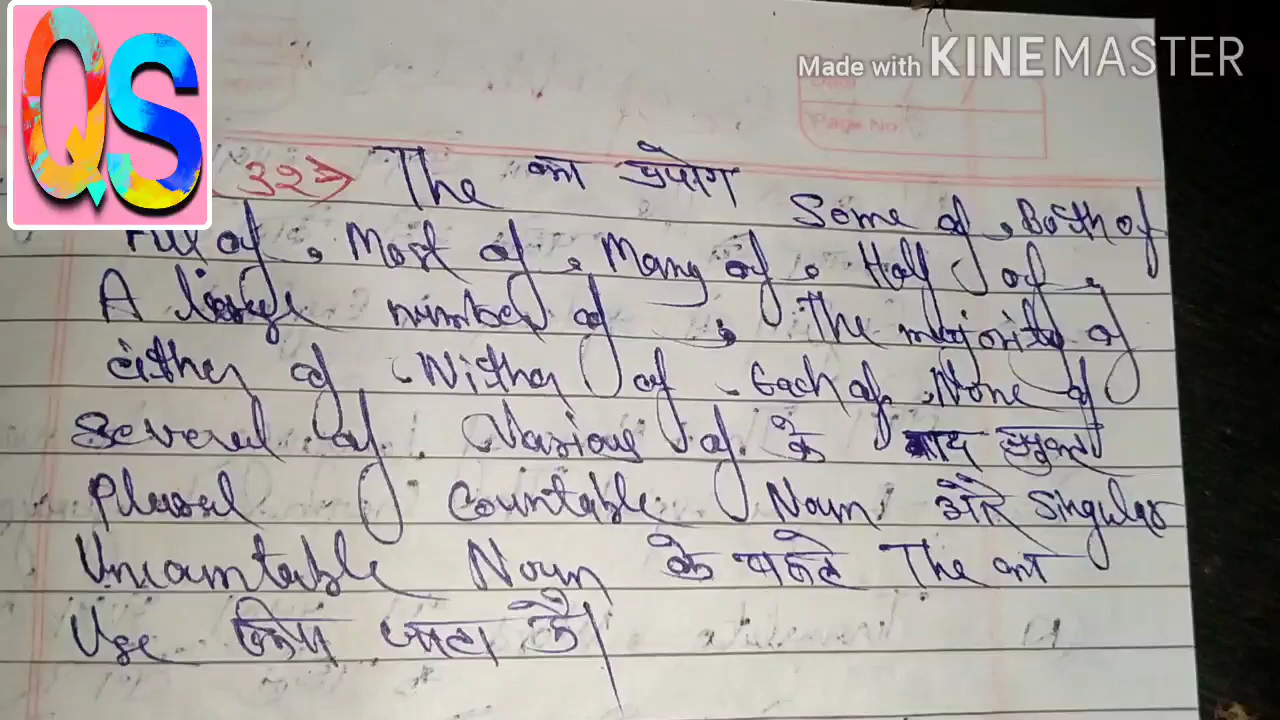 QS
Made with KINEMASTER
Page No
32⇒ The का प्रयोग
Some of, Both of
All of, Most of, Many of, Half of,
A large number of, The majority of
either of, Nither of, Each of, None of
Several of, Various of, के साथ प्रयुक्त
Plural Countable Noun और Singular
Uncountable Noun के पहले The का
Use किया जाता है।